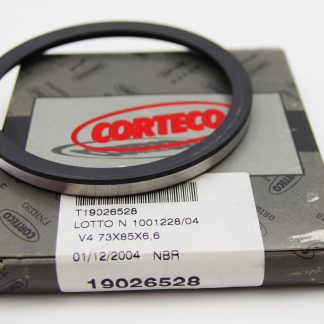 CORTECO
T19026528
LOTTO N 1001228/04
V4 73X85X6,6
01/12/2004 NBR
19026528